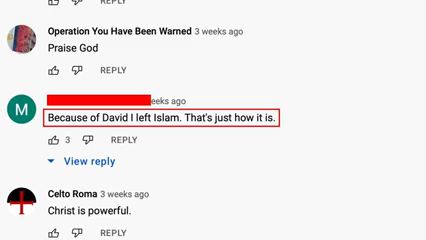 REPLY
Operation You Have Been Warned 3 weeks ago
Praise God
REPLY
M
eeks ago
Because of David I left Islam. That's just how it is.
3 REPLY
View reply
Celto Roma 3 weeks ago
Christ is powerful.
REPLY